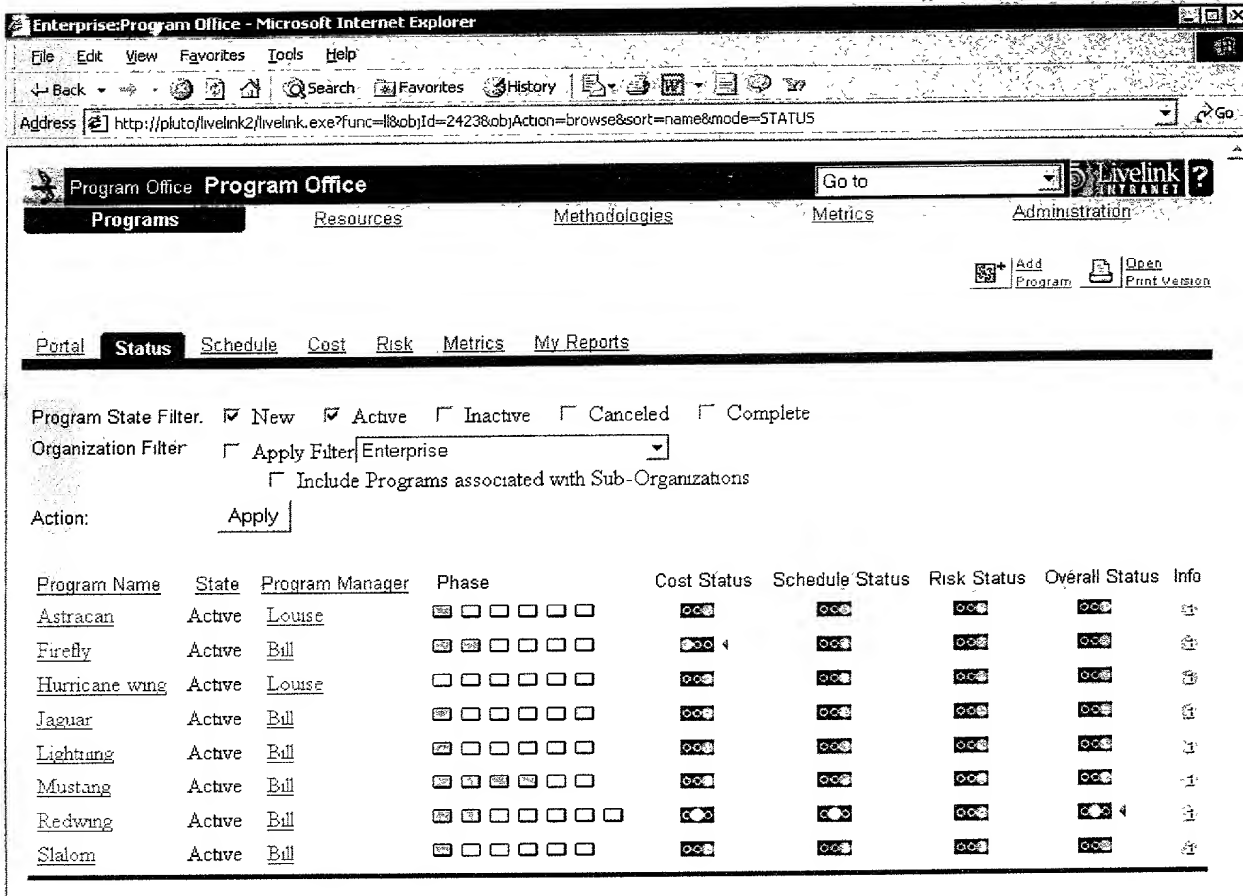 Enterprise:Program Office - Microsoft Internet Explorer
File Edit View Favorites Tools Help
Back Search Favorites History
Address http://pluto/livelink2/livelink.exe?func=ll&objId=2423&objAction=browse&sort=name&mode=STATUS Go
Program Office Program Office Go to Livelink INTRANET ?
Programs Resources Methodologies Metrics Administration
Add Program Open Print Version
Portal Status Schedule Cost Risk Metrics My Reports
Program State Filter. New Active Inactive Canceled Complete
Organization Filter Apply Filter Enterprise
Include Programs associated with Sub-Organizations
Action: Apply
Program Name State Program Manager Phase Cost Status Schedule Status Risk Status Overall Status Info
Astracan Active Louise
Firefly Active Bill
Hurricane wing Active Louise
Jaguar Active Bill
Lightning Active Bill
Mustang Active Bill
Redwing Active Bill
Slalom Active Bill